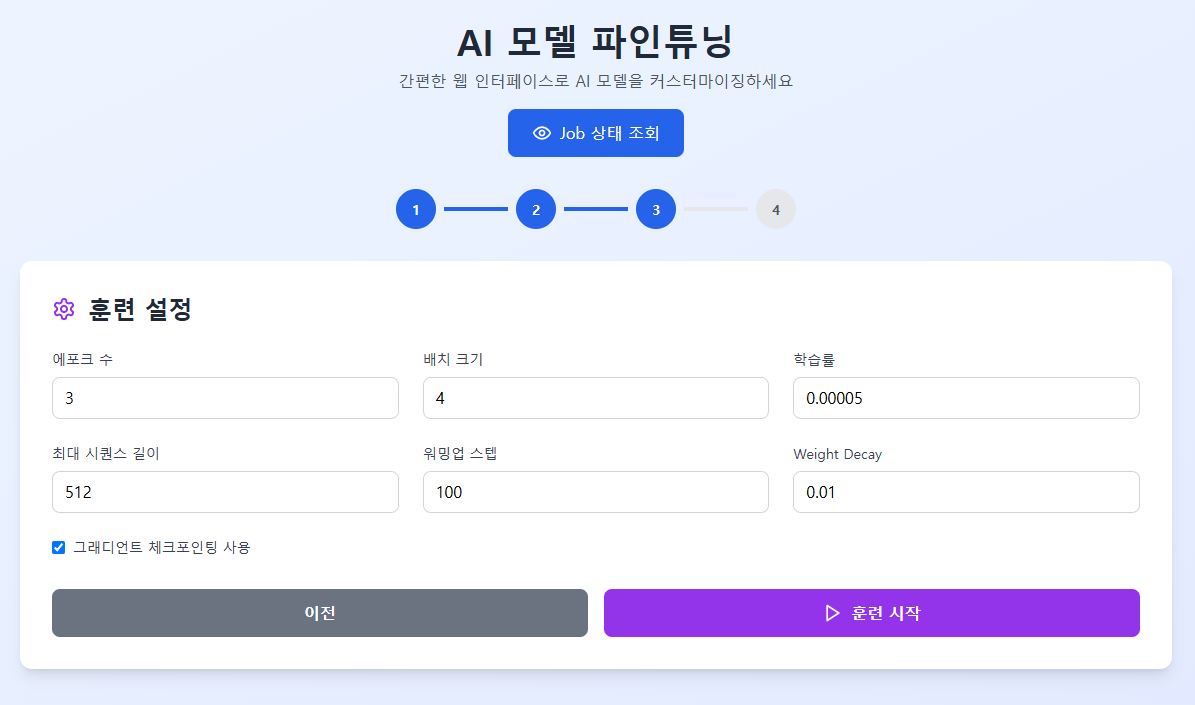 AI 모델 파인튜닝
간편한 웹 인터페이스로 AI 모델을 커스터마이징하세요
Job 상태 조회
1 2 3 4
훈련 설정
에포크 수 배치 크기 학습률
3 4 0.00005
최대 시퀀스 길이 워밍업 스텝 Weight Decay
512 100 0.01
그래디언트 체크포인팅 사용
이전 훈련 시작